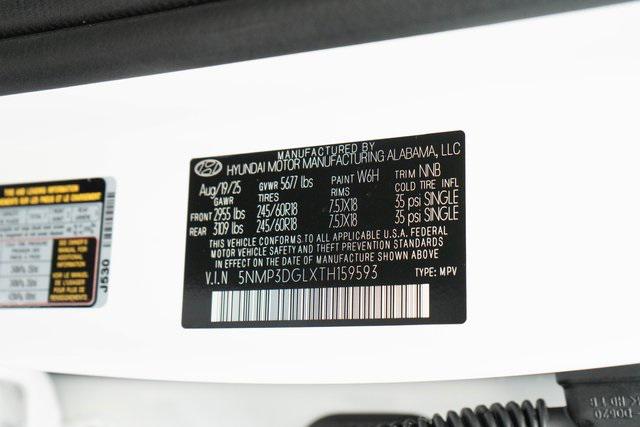 MANUFACTURED BY
HYUNDAI MOTOR MANUFACTURING ALABAMA, LLC
Aug/19/25 GVWR 5677 lbs PAINT W6H TRIM NNB
GAWR TIRES RIMS COLD TIRE INFL
FRONT 2955 lbs 245/60R18 7.5JX18 35 psi SINGLE
REAR 3109 lbs 245/60R18 7.5JX18 35 psi SINGLE
THIS VEHICLE CONFORMS TO ALL APPLICABLE U.S.A. FEDERAL
MOTOR VEHICLE SAFETY AND THEFT PREVENTION STANDARDS
IN EFFECT ON THE DATE OF MANUFACTURE SHOWN ABOVE
V.I.N 5NMP3DGLXTH159593 TYPE: MPV
J530